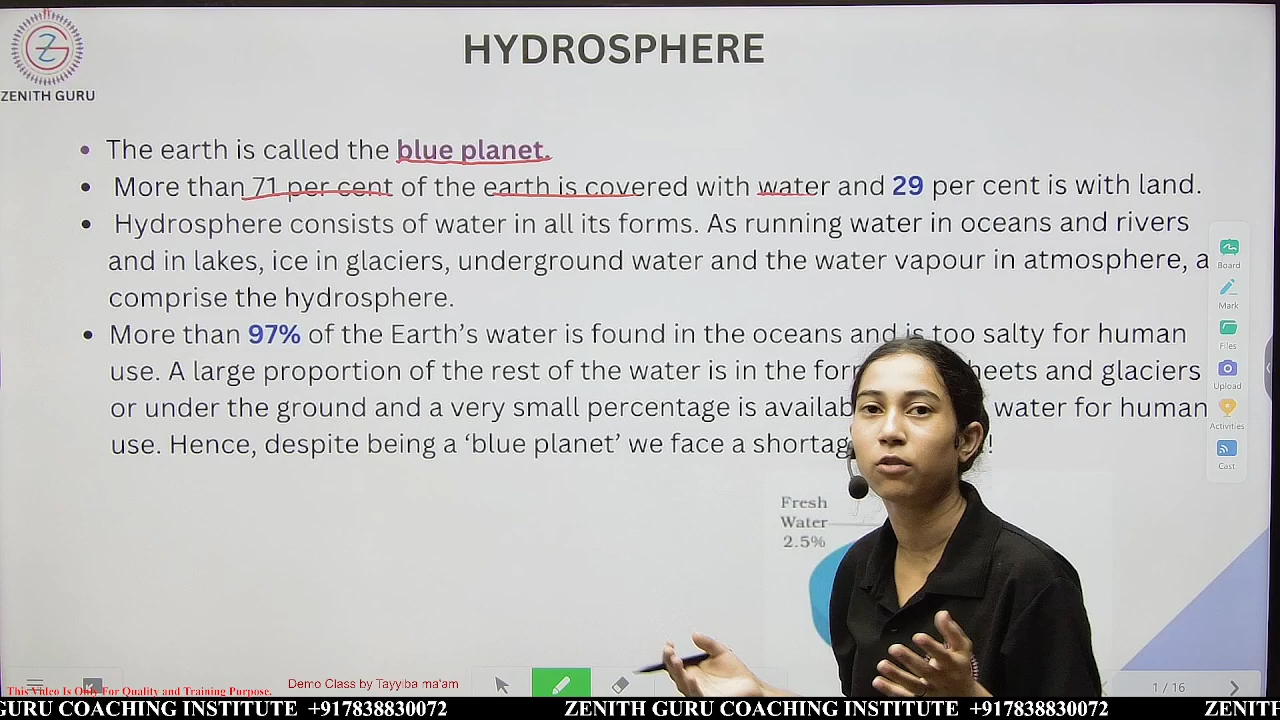 ZENITH GURU
HYDROSPHERE
The earth is called the blue planet.
More than 71 per cent of the earth is covered with water and 29 per cent is with land.
Hydrosphere consists of water in all its forms. As running water in oceans and rivers
and in lakes, ice in glaciers, underground water and the water vapour in atmosphere, a
comprise the hydrosphere.
More than 97% of the Earth's water is found in the oceans and is too salty for human
use. A large proportion of the rest of the water is in the heets and glaciers
or under the ground and a very small percentage is water for human
use. Hence, despite being a ‘blue planet’ we face a !
Board
Mark
Files
Upload
Activities
Cast
Fresh
Water
2.5%
1 / 16
This Video Is Only For Quality and Training Purpose.
Demo Class by Tayyiba ma'am
GURU COACHING INSTITUTE +917838830072 ZENITH GURU COACHING INSTITUTE +917838830072 ZENITH